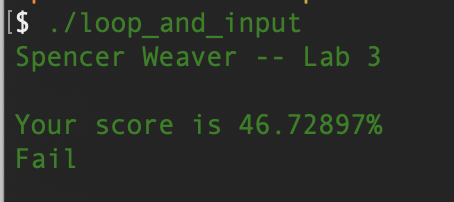 [$ ./loop_and_input
Spencer Weaver -- Lab 3
Your score is 46.72897%
Fail